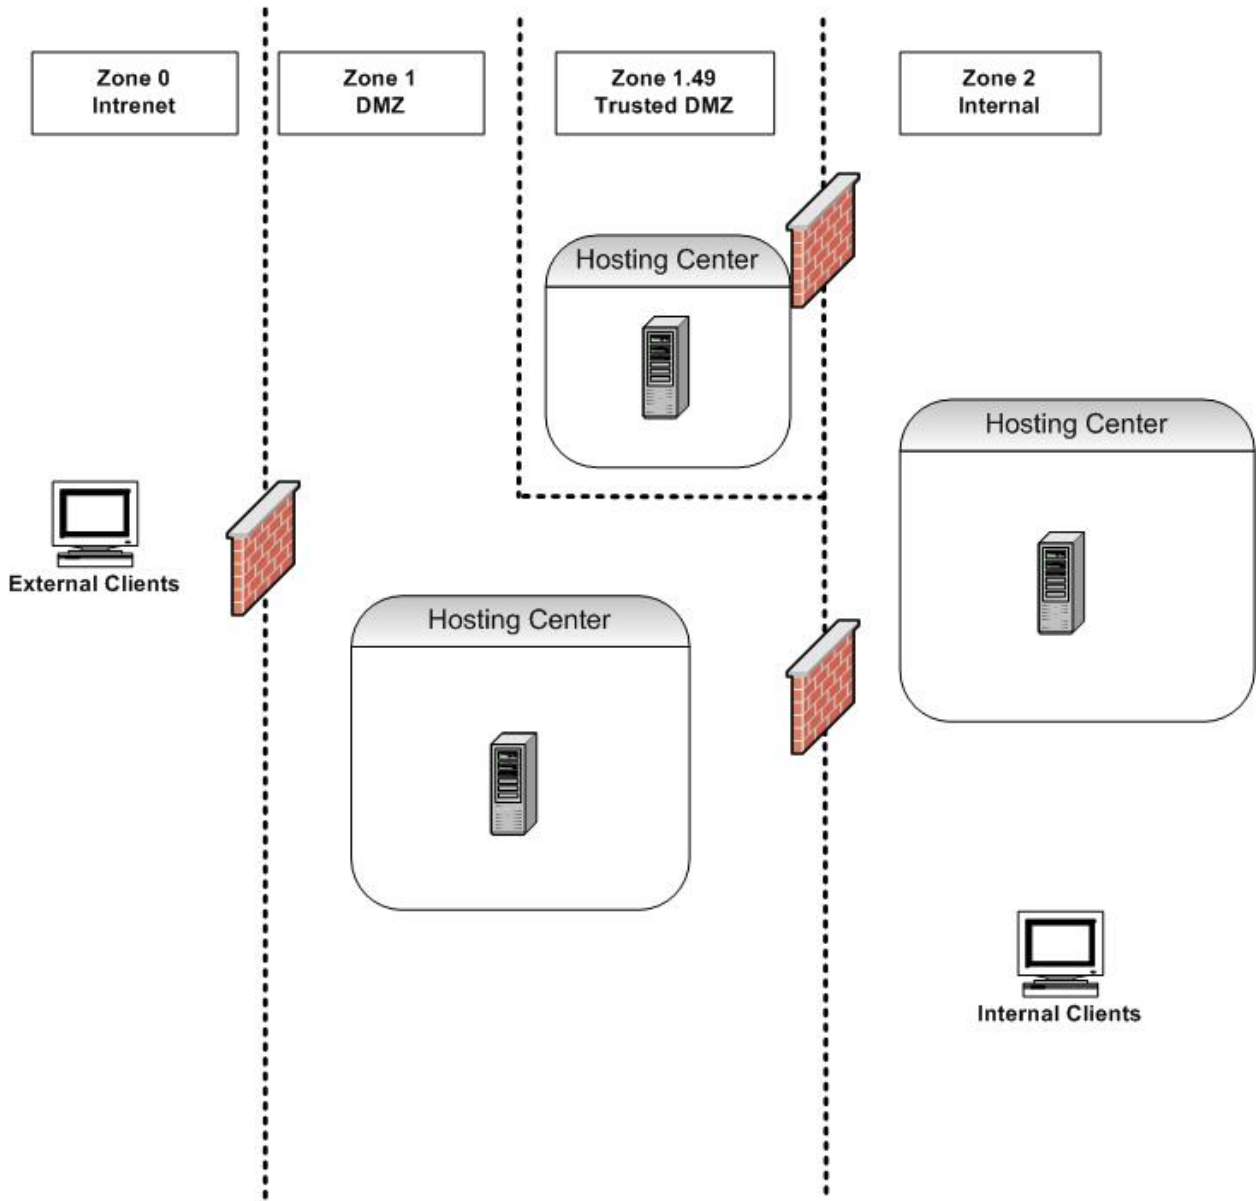 Zone 0
Intrenet
Zone 1
DMZ
Zone 1.49
Trusted DMZ
Zone 2
Internal
Hosting Center
Hosting Center
External Clients
Hosting Center
Internal Clients